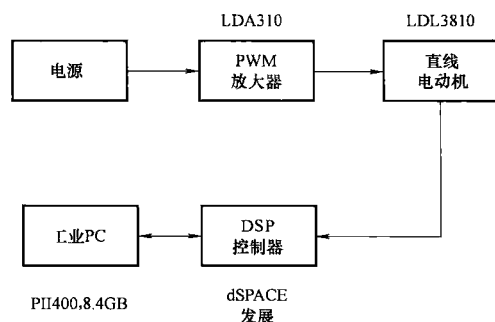 LDA310
LDL3810
电源
PWM
放大器
直线
电动机
工业PC
DSP
控制器
PII400,8.4GB
dSPACE
发展